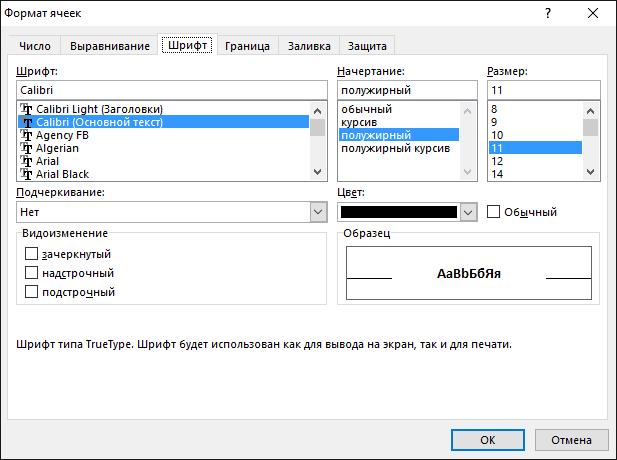 Формат ячеек
Число Выравнивание Шрифт Граница Заливка Защита
Шрифт: Начертание: Размер:
Calibri полужирный 11
Calibri Light (Заголовки) обычный 8
Calibri (Основной текст) курсив 9
Agency FB полужирный 10
Algerian полужирный курсив 11
Arial 12
Arial Black 14
Подчеркивание: Цвет:
Нет Обычный
Видоизменение Образец
зачеркнутый
надстрочный АаВbБбЯя
подстрочный
Шрифт типа TrueType. Шрифт будет использован как для вывода на экран, так и для печати.
ОК Отмена